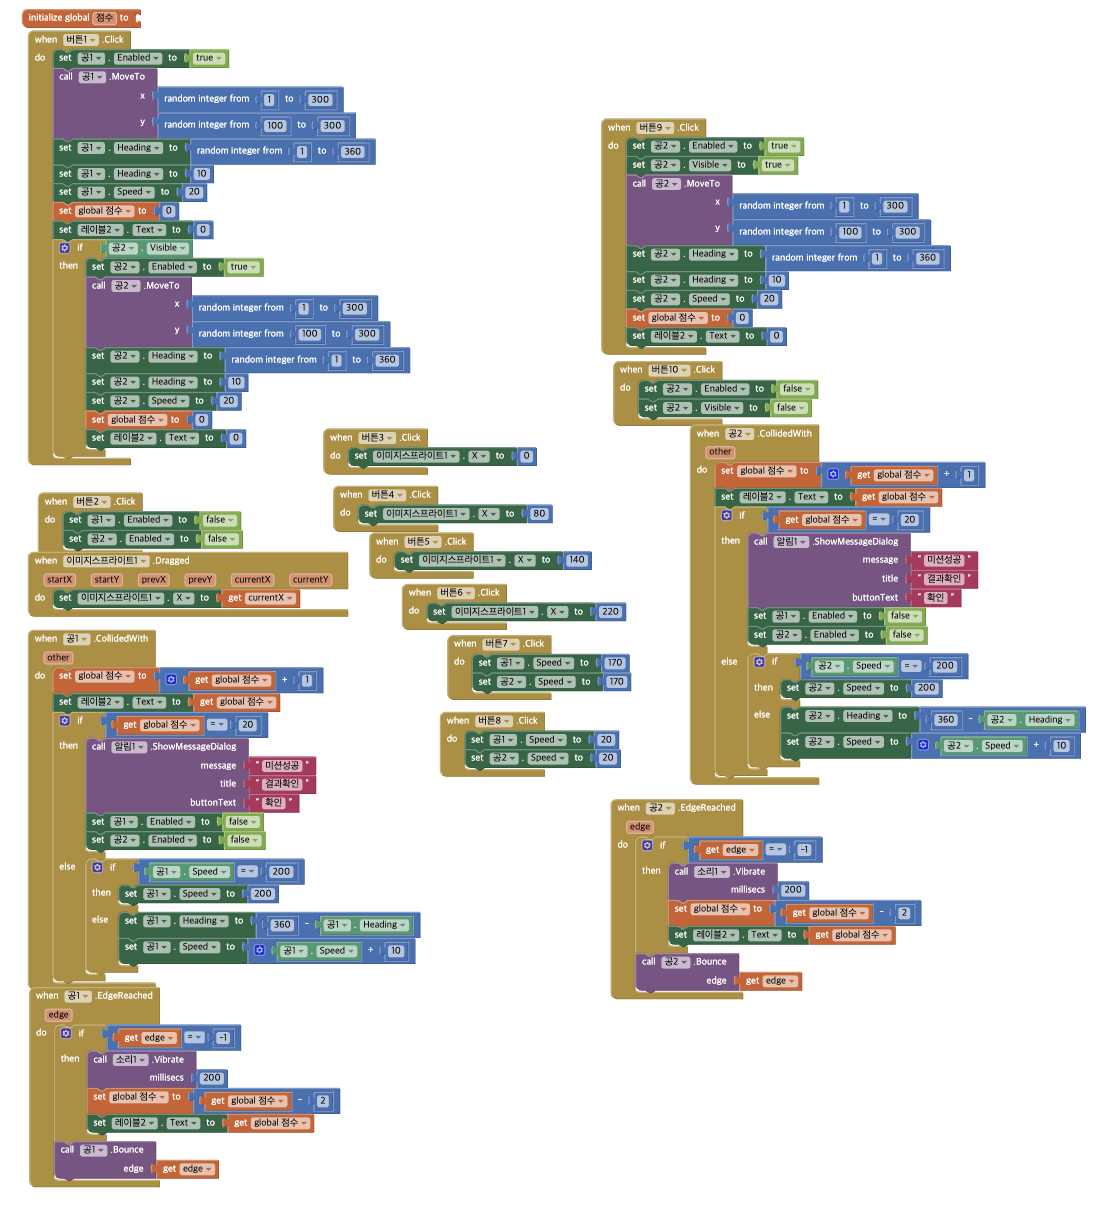 initialize global 점수 to
when 버튼1 .Click
do set 공1 . Enabled to true
call 공1 .MoveTo
x random integer from 1 to 300
y random integer from 100 to 300
set 공1 . Heading to random integer from 1 to 360
set 공1 . Heading to 10
set 공1 . Speed to 20
set global 점수 to 0
set 레이블2 . Text to 0
if 공2 . Visible
then set 공2 . Enabled to true
call 공2 .MoveTo
x random integer from 1 to 300
y random integer from 100 to 300
set 공2 . Heading to random integer from 1 to 360
set 공2 . Heading to 10
set 공2 . Speed to 20
set global 점수 to 0
set 레이블2 . Text to 0
when 버튼2 .Click
do set 공1 . Enabled to false
set 공2 . Enabled to false
when 이미지스프라이트1 .Dragged
startX startY prevX prevY currentX currentY
do set 이미지스프라이트1 . X to get currentX
when 공1 .CollidedWith
other
do set global 점수 to get global 점수 + 1
set 레이블2 . Text to get global 점수
if get global 점수 = 20
then call 알림1 .ShowMessageDialog
message " 미션성공 "
title " 결과확인 "
buttonText " 확인 "
set 공1 . Enabled to false
set 공2 . Enabled to false
else if 공1 . Speed = 200
then set 공1 . Speed to 200
else set 공1 . Heading to 360 - 공1 . Heading
set 공1 . Speed to 공1 . Speed + 10
when 공1 .EdgeReached
edge
do if get edge = -1
then call 소리1 .Vibrate
millisecs 200
set global 점수 to get global 점수 - 2
set 레이블2 . Text to get global 점수
call 공1 .Bounce
edge get edge
when 버튼3 .Click
do set 이미지스프라이트1 . X to 0
when 버튼4 .Click
do set 이미지스프라이트1 . X to 80
when 버튼5 .Click
do set 이미지스프라이트1 . X to 140
when 버튼6 .Click
do set 이미지스프라이트1 . X to 220
when 버튼7 .Click
do set 공1 . Speed to 170
set 공2 . Speed to 170
when 버튼8 .Click
do set 공1 . Speed to 20
set 공2 . Speed to 20
when 버튼9 .Click
do set 공2 . Enabled to true
set 공2 . Visible to true
call 공2 .MoveTo
x random integer from 1 to 300
y random integer from 100 to 300
set 공2 . Heading to random integer from 1 to 360
set 공2 . Heading to 10
set 공2 . Speed to 20
set global 점수 to 0
set 레이블2 . Text to 0
when 버튼10 .Click
do set 공2 . Enabled to false
set 공2 . Visible to false
when 공2 .CollidedWith
other
do set global 점수 to get global 점수 + 1
set 레이블2 . Text to get global 점수
if get global 점수 = 20
then call 알림1 .ShowMessageDialog
message " 미션성공 "
title " 결과확인 "
buttonText " 확인 "
set 공1 . Enabled to false
set 공2 . Enabled to false
else if 공2 . Speed = 200
then set 공2 . Speed to 200
else set 공2 . Heading to 360 - 공2 . Heading
set 공2 . Speed to 공2 . Speed + 10
when 공2 .EdgeReached
edge
do if get edge = -1
then call 소리1 .Vibrate
millisecs 200
set global 점수 to get global 점수 - 2
set 레이블2 . Text to get global 점수
call 공2 .Bounce
edge get edge